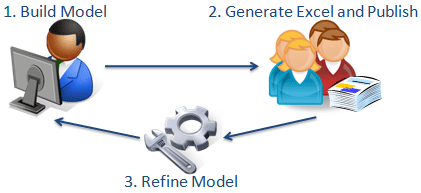 1. Build Model
2. Generate Excel and Publish
3. Refine Model